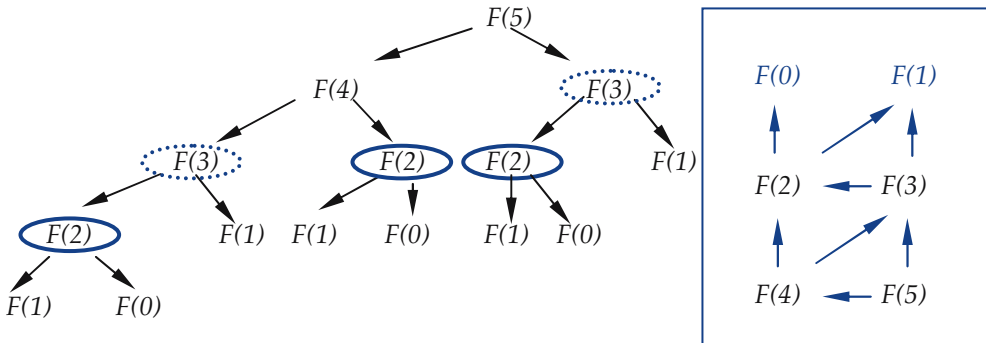 F(5)
F(4) F(3)
F(3) F(2) F(2) F(1)
F(2) F(1) F(1) F(0) F(1) F(0)
F(1) F(0)
F(0) F(1)
F(2) F(3)
F(4) F(5)